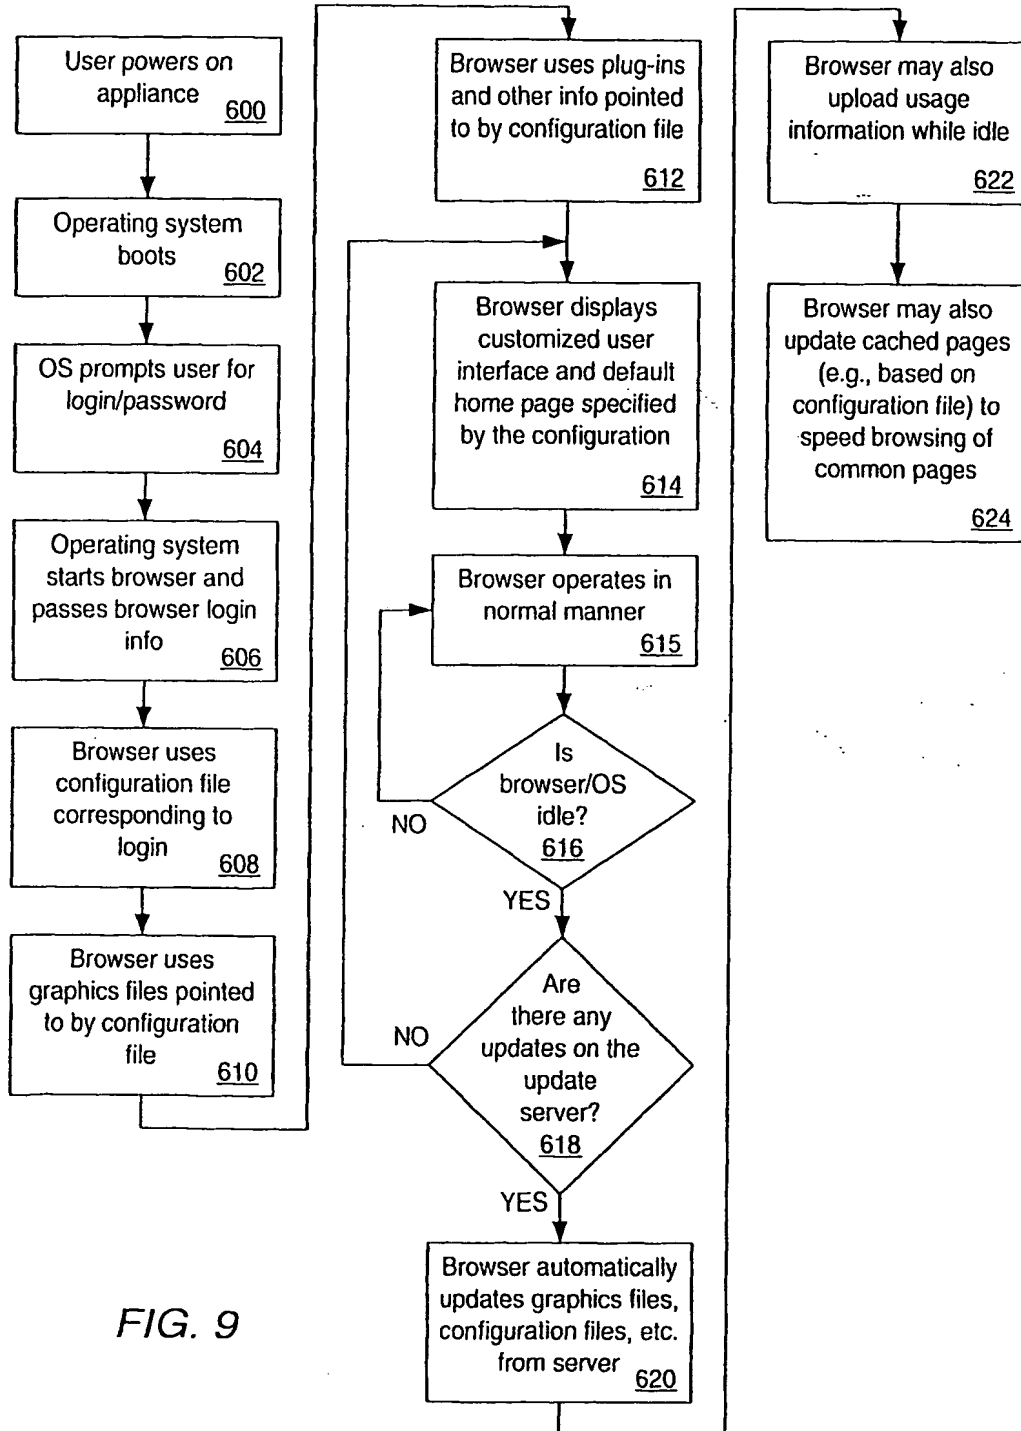 User powers on
appliance
600
Operating system
boots
602
OS prompts user for
login/password
604
Operating system
starts browser and
passes browser login
info
606
Browser uses
configuration file
corresponding to
login
608
Browser uses
graphics files pointed
to by configuration
file
610
Browser uses plug-ins
and other info pointed
to by configuration file
612
Browser displays
customized user
interface and default
home page specified
by the configuration
614
Browser operates in
normal manner
615
Is
browser/OS
idle?
616
NO
YES
Are
there any
updates on the
update
server?
618
NO
YES
Browser automatically
updates graphics files,
configuration files, etc.
from server
620
Browser may also
upload usage
information while idle
622
Browser may also
update cached pages
(e.g., based on
configuration file) to
speed browsing of
common pages
624
FIG. 9